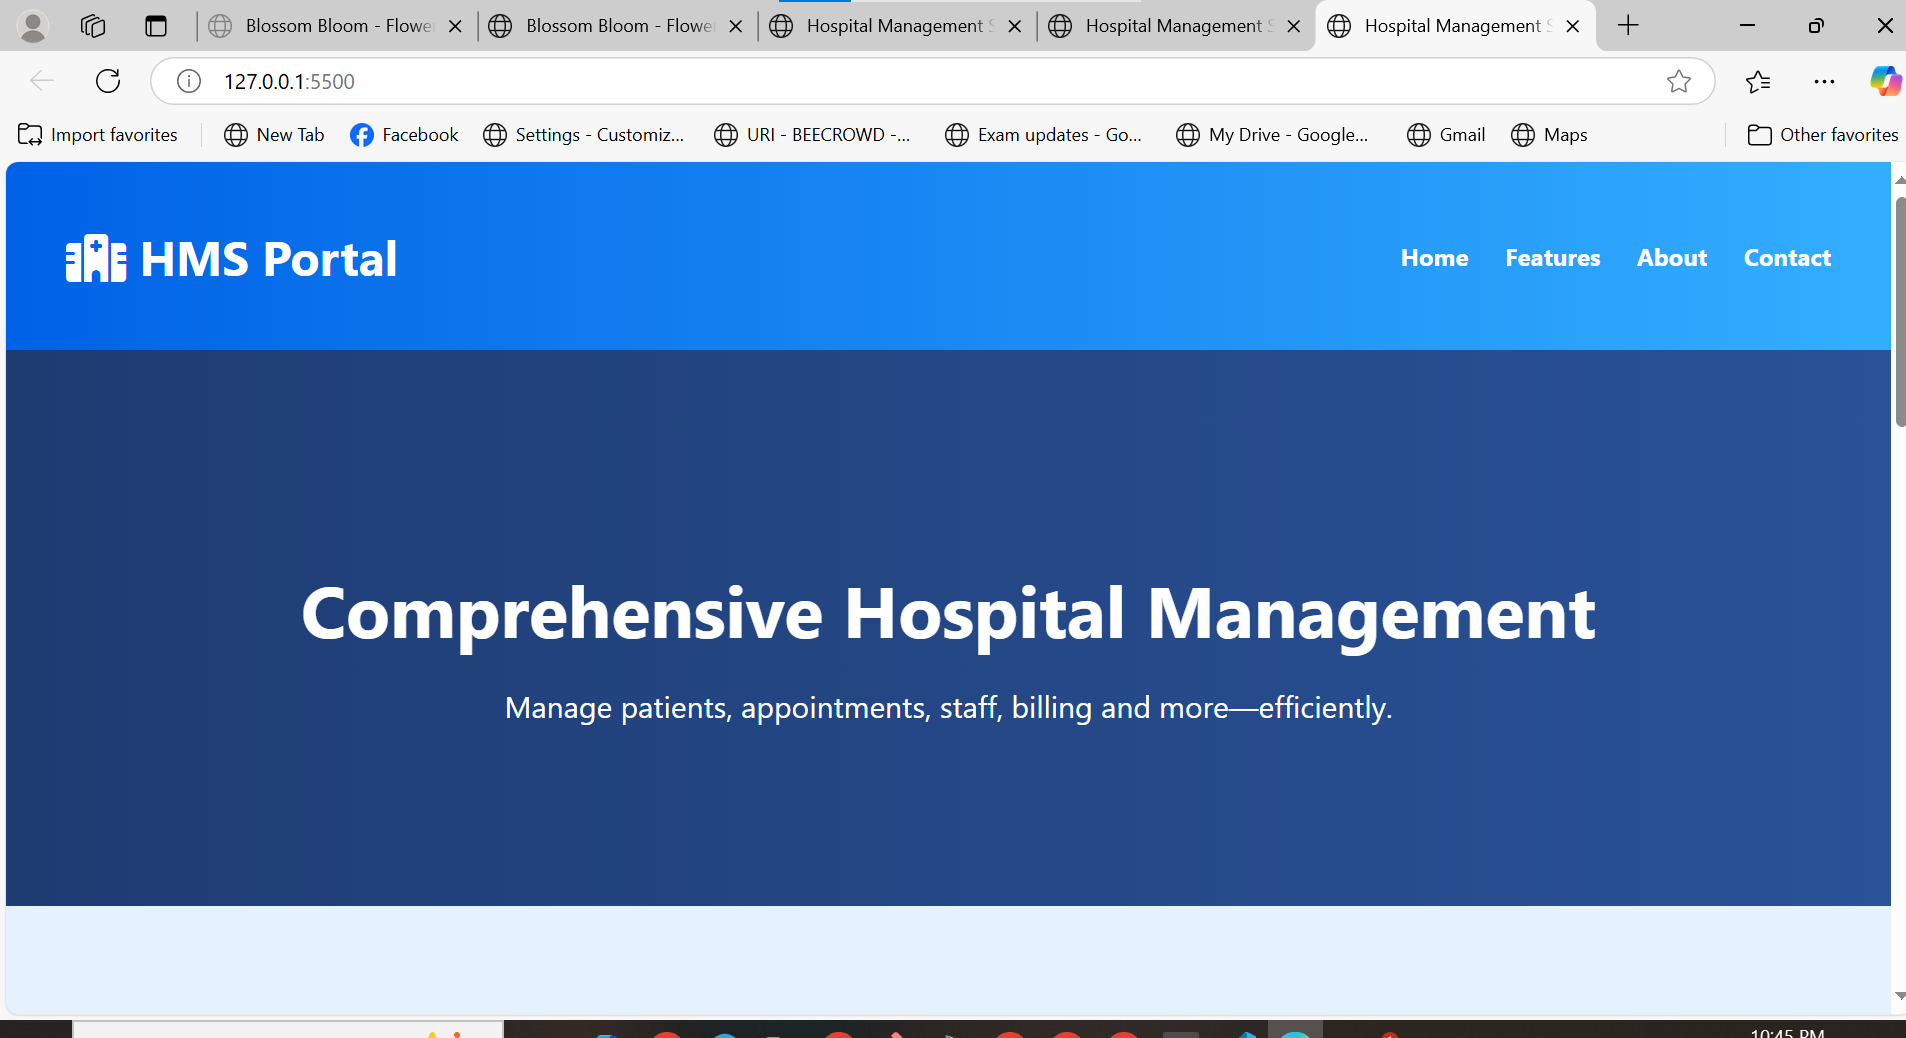 Blossom Bloom - Flowe
Blossom Bloom - Flowe
Hospital Management S
Hospital Management S
Hospital Management S
127.0.0.1:5500
Import favorites
New Tab
Facebook
Settings - Customiz...
URI - BEECROWD -...
Exam updates - Go...
My Drive - Google...
Gmail
Maps
Other favorites
HMS Portal
Home
Features
About
Contact
Comprehensive Hospital Management
Manage patients, appointments, staff, billing and more—efficiently.
10:45 PM